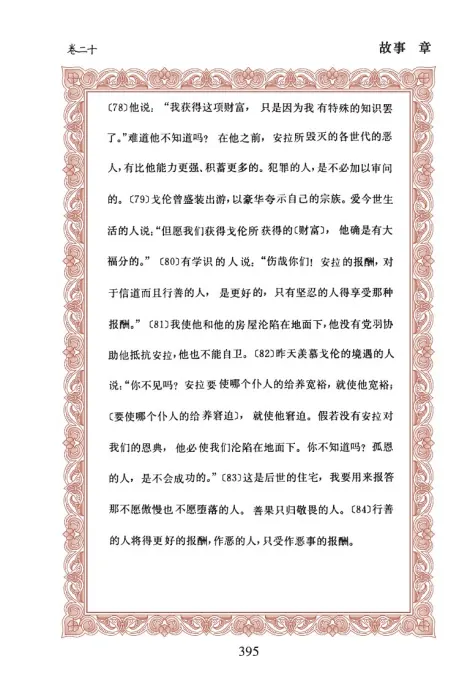 卷二十
故事 章
〔78〕他说：“我获得这项财富，只是因为我有特殊的知识罢
了。”难道他不知道吗？在他之前，安拉所毁灭的各世代的恶
人，有比他能力更强、积蓄更多的。犯罪的人，是不必加以审问
的。〔79〕戈伦曾盛装出游，以豪华夸示自己的宗族。爱今世生
活的人说：“但愿我们获得戈伦所获得的〔财富〕，他确是有大
福分的。”〔80〕有学识的人说：“伤哉你们！安拉的报酬，对
于信道而且行善的人，是更好的，只有坚忍的人得享受那种
报酬。”〔81〕我使他和他的房屋沦陷在地面下，他没有党羽协
助他抵抗安拉，他也不能自卫。〔82〕昨天羡慕戈伦的境遇的人
说：“你不见吗？安拉要使哪个仆人的给养宽裕，就使他宽裕；
〔要使哪个仆人的给养窘迫〕，就使他窘迫。假若没有安拉对
我们的恩典，他必使我们沦陷在地面下。你不知道吗？孤恩
的人，是不会成功的。”〔83〕这是后世的住宅，我要用来报答
那不愿傲慢也不愿堕落的人。善果只归敬畏的人。〔84〕行善
的人将得更好的报酬，作恶的人，只受作恶事的报酬。
395